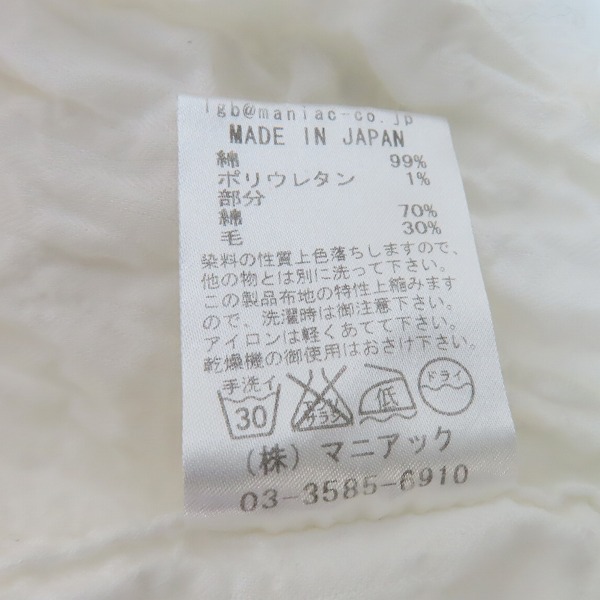 lgb@maniac-co.jp
MADE IN JAPAN
綿 99%
ポリウレタン 1%
部分
綿 70%
毛 30%
染料の性質上色落ちしますので、
他の物とは別に洗って下さい。
この製品布地の特性上縮みます
ので、洗濯時は御注意下さい。
アイロンは軽くあてて下さい。
乾燥機の御使用はおさけ下さい。
手洗イ 30 エンソ サラシ 低 ドライ
(株) マニアック
03-3585-6910